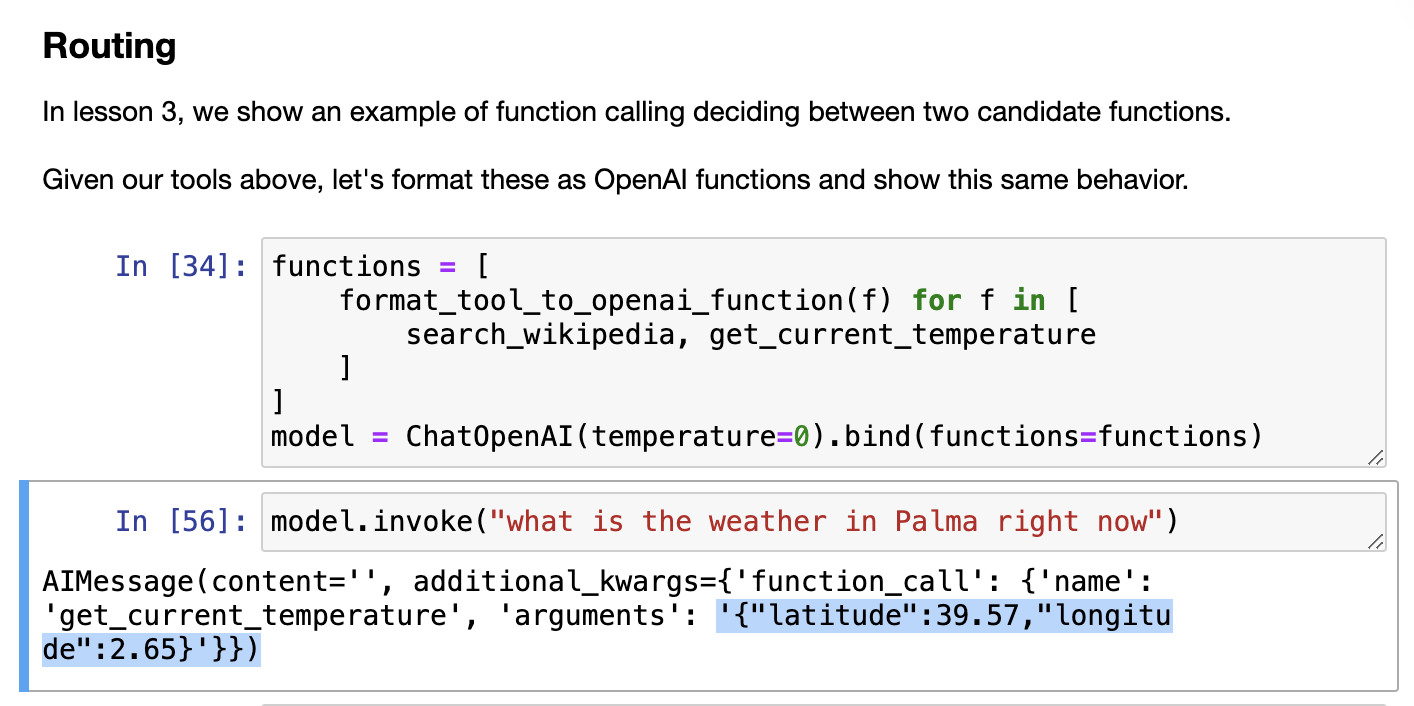 Routing
In lesson 3, we show an example of function calling deciding between two candidate functions.
Given our tools above, let's format these as OpenAI functions and show this same behavior.
In [34]: functions = [
    format_tool_to_openai_function(f) for f in [
        search_wikipedia, get_current_temperature
    ]
]
model = ChatOpenAI(temperature=0).bind(functions=functions)
In [56]: model.invoke("what is the weather in Palma right now")
AIMessage(content='', additional_kwargs={'function_call': {'name':
'get_current_temperature', 'arguments': '{"latitude":39.57,"longitu
de":2.65}'}})